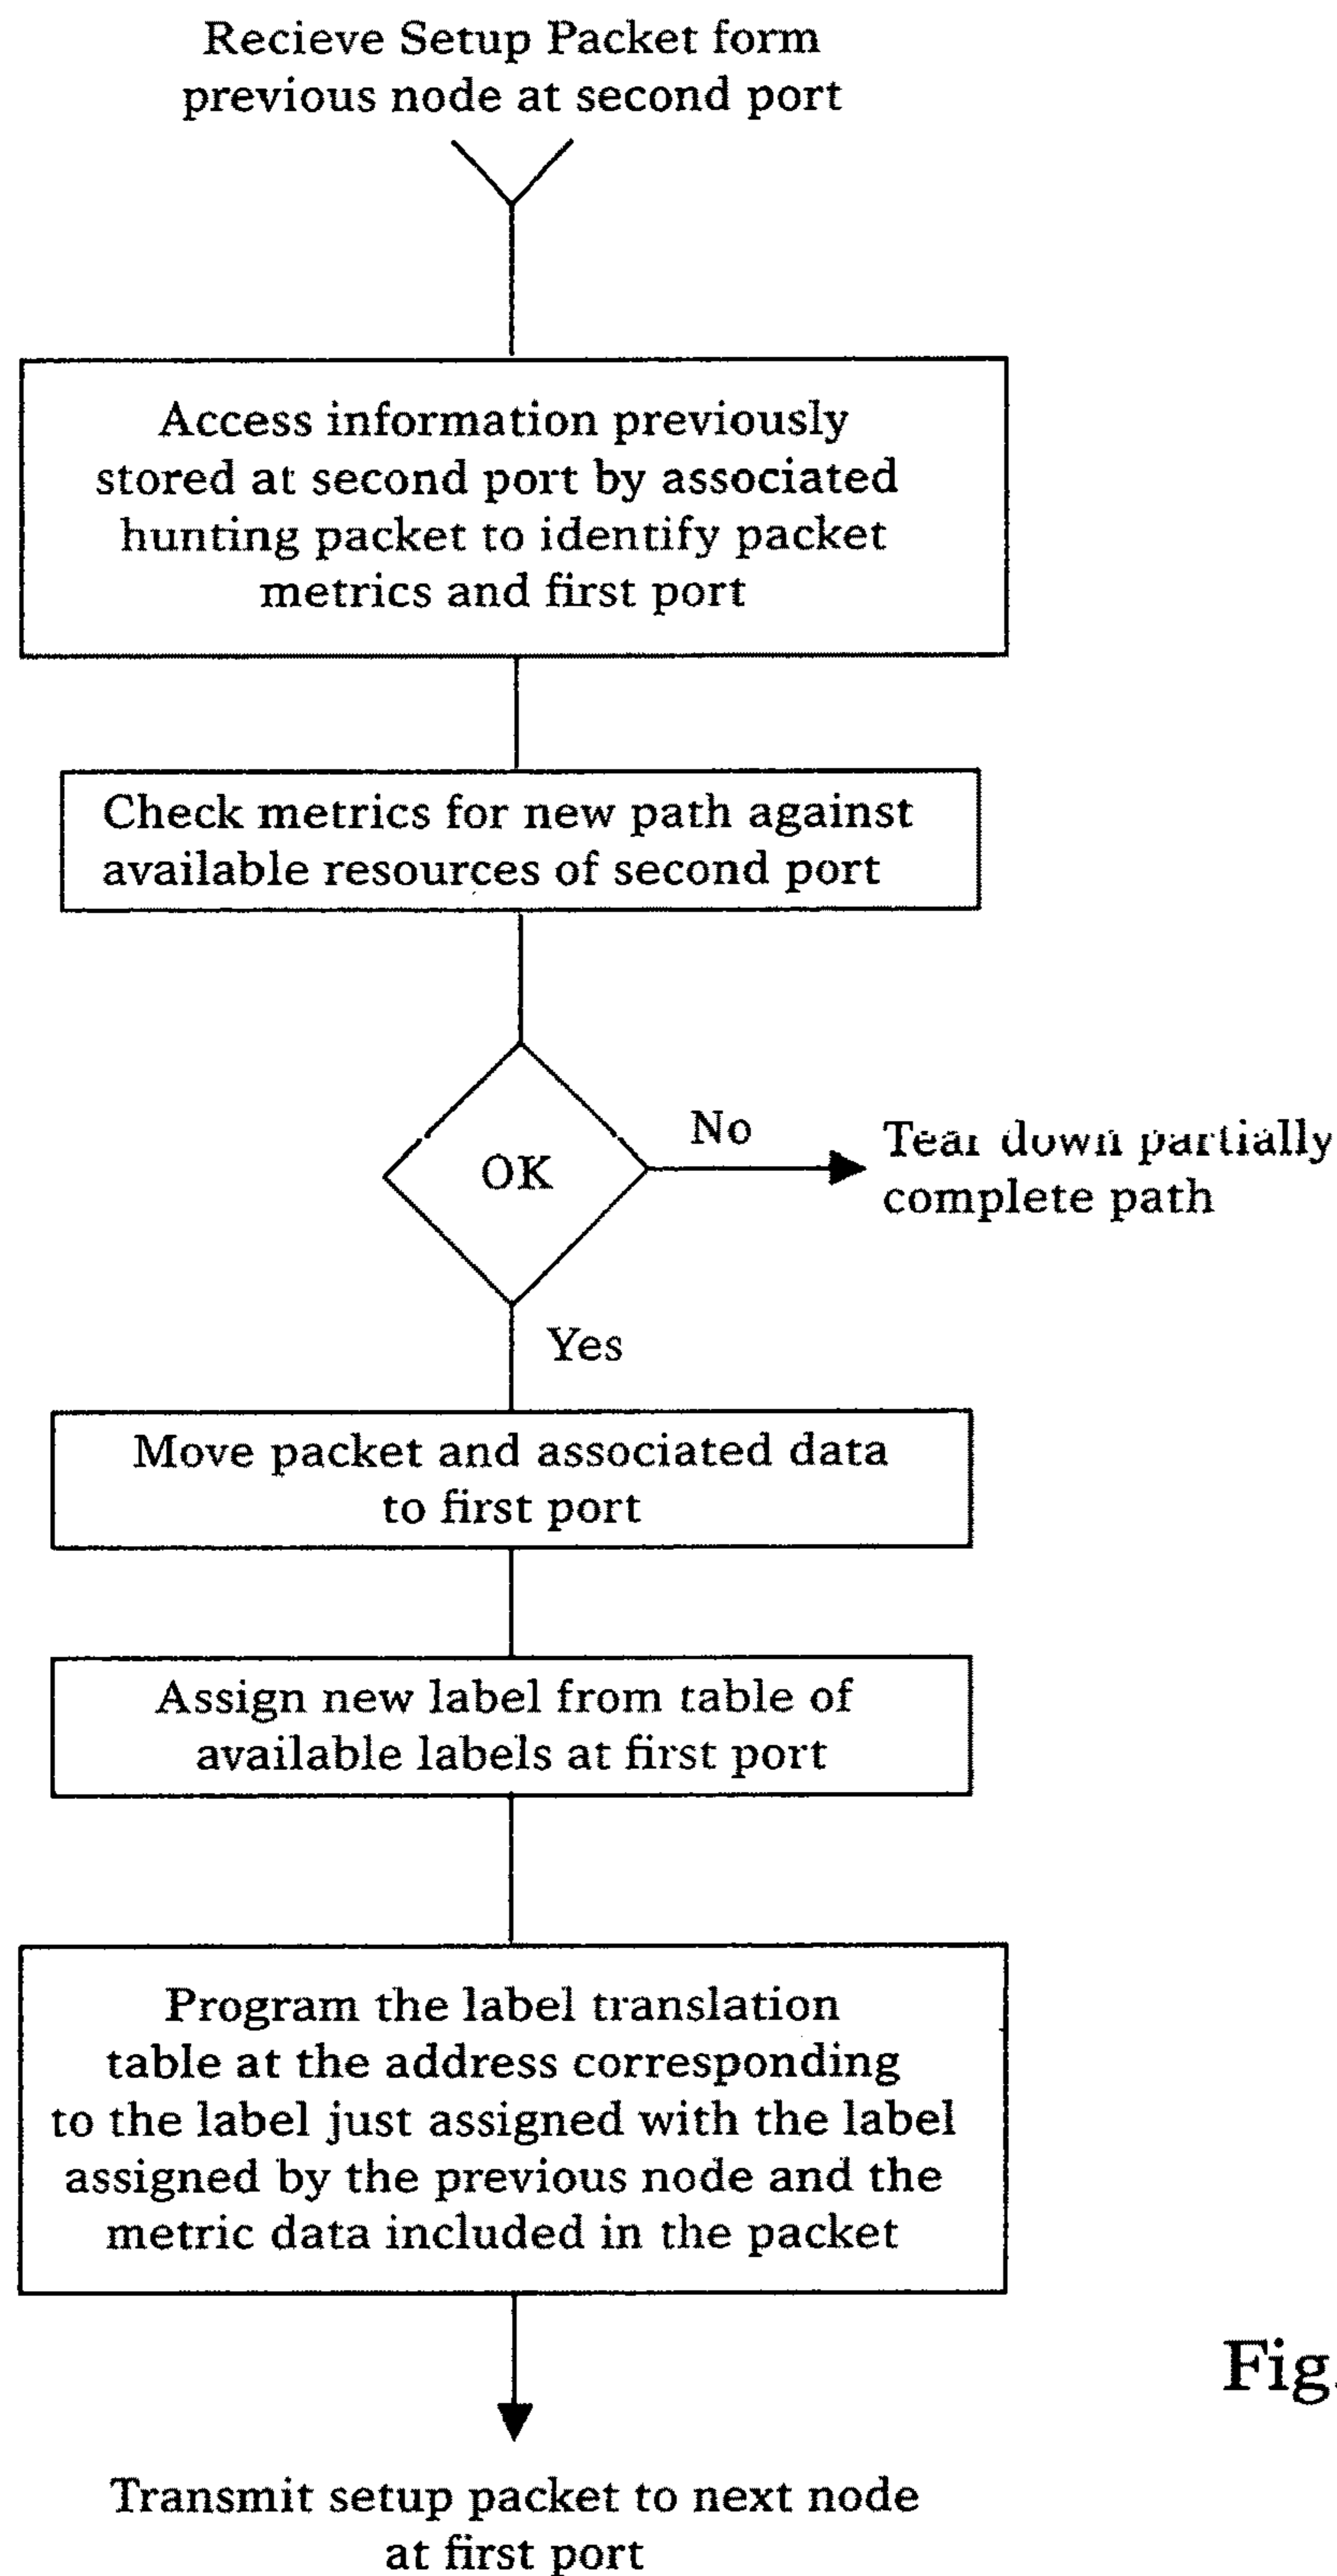 Recieve Setup Packet form
previous node at second port
Access information previously
stored at second port by associated
hunting packet to identify packet
metrics and first port
Check metrics for new path against
available resources of second port
OK
No
Tear down partially
complete path
Yes
Move packet and associated data
to first port
Assign new label from table of
available labels at first port
Program the label translation
table at the address corresponding
to the label just assigned with the label
assigned by the previous node and the
metric data included in the packet
Fig.
Transmit setup packet to next node
at first port